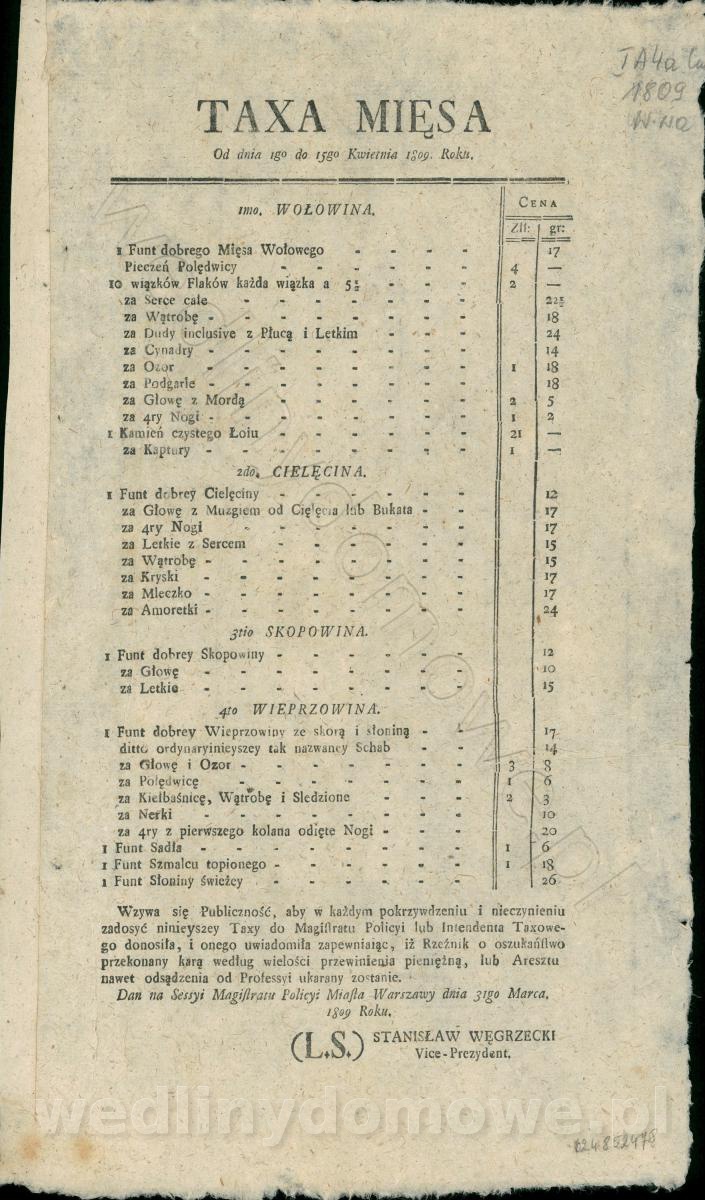 TAXA MIĘSA
Od dnia 1go do 15go Kwietnia 1809. Roku.
CENA
1mo. WOŁOWINA.
Zlł: gr:
1 Funt dobrego Mięsa Wołowego - - - - 17
Pieczeń Polędwicy - - - - - - 4 —
10 wiązków Flaków każda wiązka a 5½ - - - 2 —
za Serce całe - - - - - - - 22½
za Wątrobę - - - - - - - - 18
za Dudy inclusive z Płucą i Letkim - - - 24
za Cynadry - - - - - - - - 14
za Ozor - - - - - - - - 1 18
za Podgarle - - - - - - - - 18
za Głowę z Mordą - - - - - - 2 5
za 4ry Nogi - - - - - - - - 1 2
1 Kamień czystego Łoiu - - - - - - 21 —
za Kaptury - - - - - - - - 1 —
2do. CIELĘCINA.
1 Funt dobrey Cielęciny - - - - - - 12
za Głowę z Muzgiem od Cielęcia lub Bukata - - 17
za 4ry Nogi - - - - - - - 17
za Letkie z Sercem - - - - - - 15
za Wątrobę - - - - - - - - 15
za Kryski - - - - - - - - 17
za Mleczko - - - - - - - - 17
za Amoretki - - - - - - - - 24
3tio SKOPOWINA.
1 Funt dobrey Skopowiny - - - - - - 12
za Głowę - - - - - - - - 10
za Letkie - - - - - - - - 15
4to WIEPRZOWINA.
1 Funt dobrey Wieprzowiny ze skorą i słoniną - - 17
ditto ordynaryinieyszey tak nazwaney Schab - - - 14
za Głowę i Ozor - - - - - - - 3 8
za Polędwicę - - - - - - - 1 6
za Kiełbaśnicę, Wątrobę i Sledzione - - - 2 3
za Nerki - - - - - - - - 10
za 4ry z pierwszego kolana odięte Nogi - - - 20
1 Funt Sadła - - - - - - - - 1 6
1 Funt Szmalcu topionego - - - - - - 1 18
1 Funt Słoniny świeżey - - - - - - 26
Wzywa się Publiczność, aby w każdym pokrzywdzeniu i nieczynieniu
zadosyć ninieyszey Taxy do Magistratu Policyi lub Intendenta Taxowe-
go donosiła, i onego uwiadomiła zapewniaiąc, iż Rzeźnik o oszukaństwo
przekonany karą według wielości przewinienia pieniężną, lub Aresztu
nawet odsądzenia od Professyi ukarany zostanie.
Dan na Sessyi Magistratu Policyi Miasta Warszawy dnia 31go Marca.
1809 Roku.
(L.S.) STANISŁAW WĘGRZECKI
Vice-Prezydent.
1809
wedlinydomowe.pl
wedlinydomowe.pl